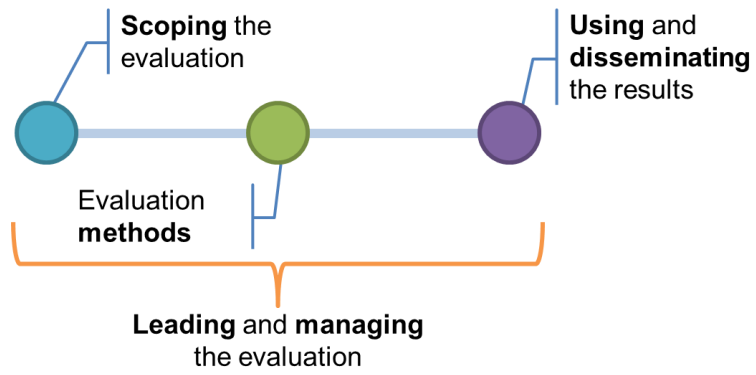 Scoping the
evaluation
Using and
disseminating
the results
Evaluation
methods
Leading and managing
the evaluation